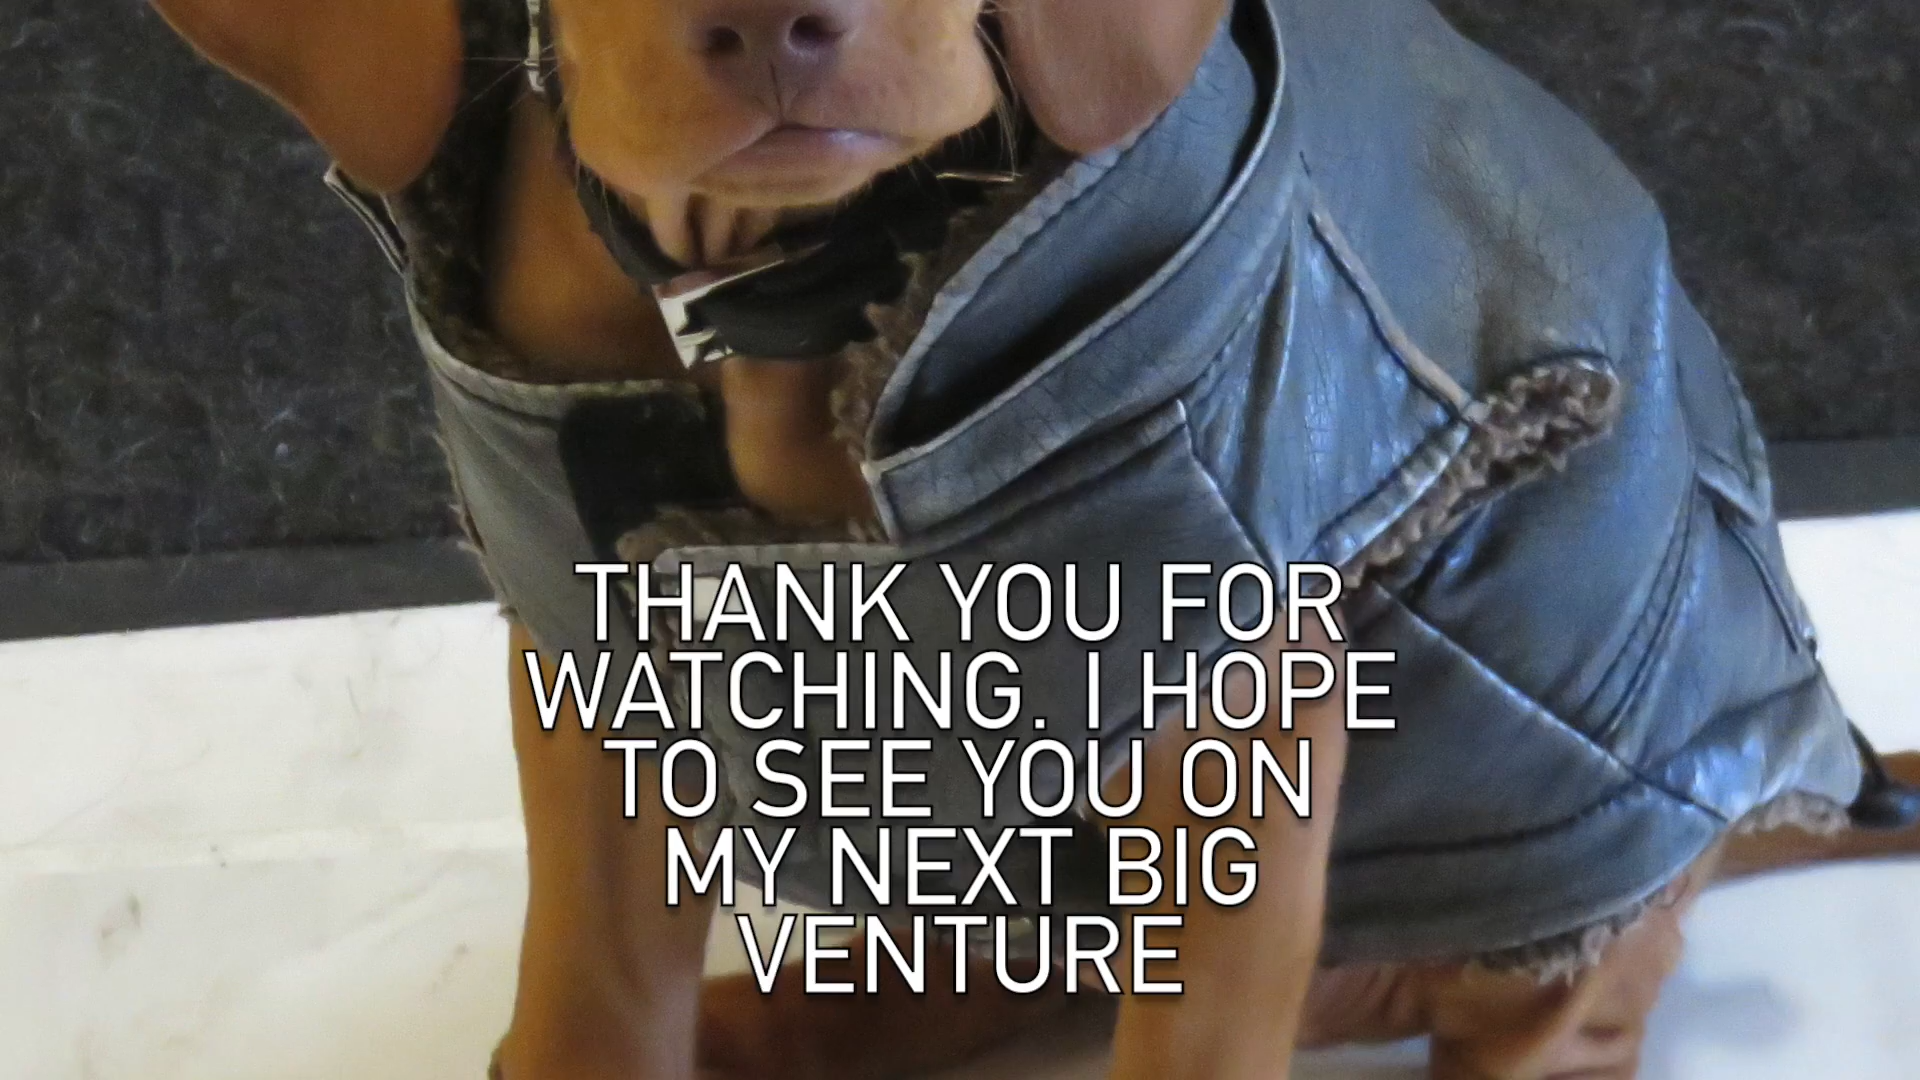 THANK YOU FOR
WATCHING. I HOPE
TO SEE YOU ON
MY NEXT BIG
VENTURE